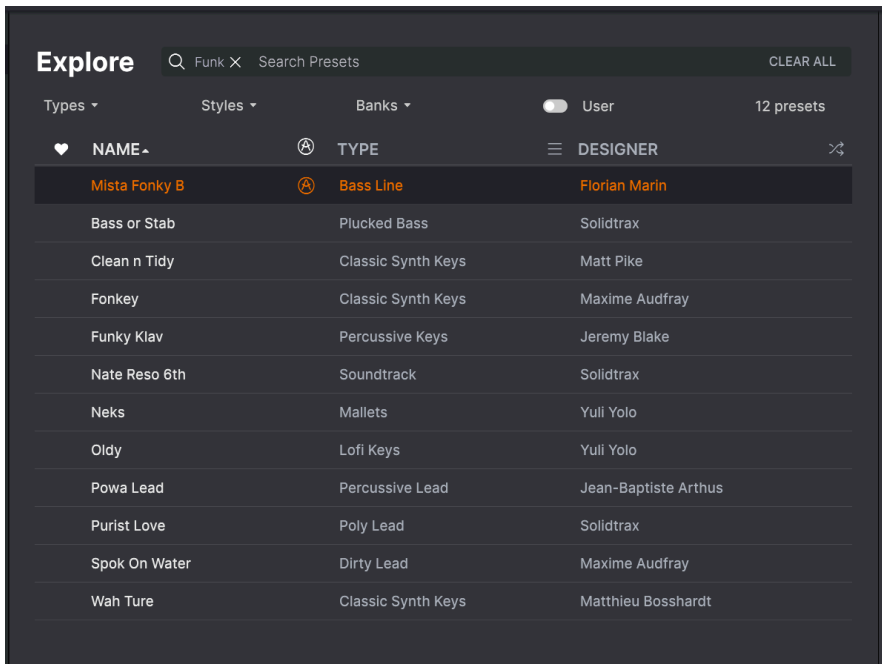 Explore Funk Search Presets CLEAR ALL
Types Styles Banks User 12 presets
NAME TYPE DESIGNER
Mista Fonky B Bass Line Florian Marin
Bass or Stab Plucked Bass Solidtrax
Clean n Tidy Classic Synth Keys Matt Pike
Fonkey Classic Synth Keys Maxime Audfray
Funky Klav Percussive Keys Jeremy Blake
Nate Reso 6th Soundtrack Solidtrax
Neks Mallets Yuli Yolo
Oldy Lofi Keys Yuli Yolo
Powa Lead Percussive Lead Jean-Baptiste Arthus
Purist Love Poly Lead Solidtrax
Spok On Water Dirty Lead Maxime Audfray
Wah Ture Classic Synth Keys Matthieu Bosshardt